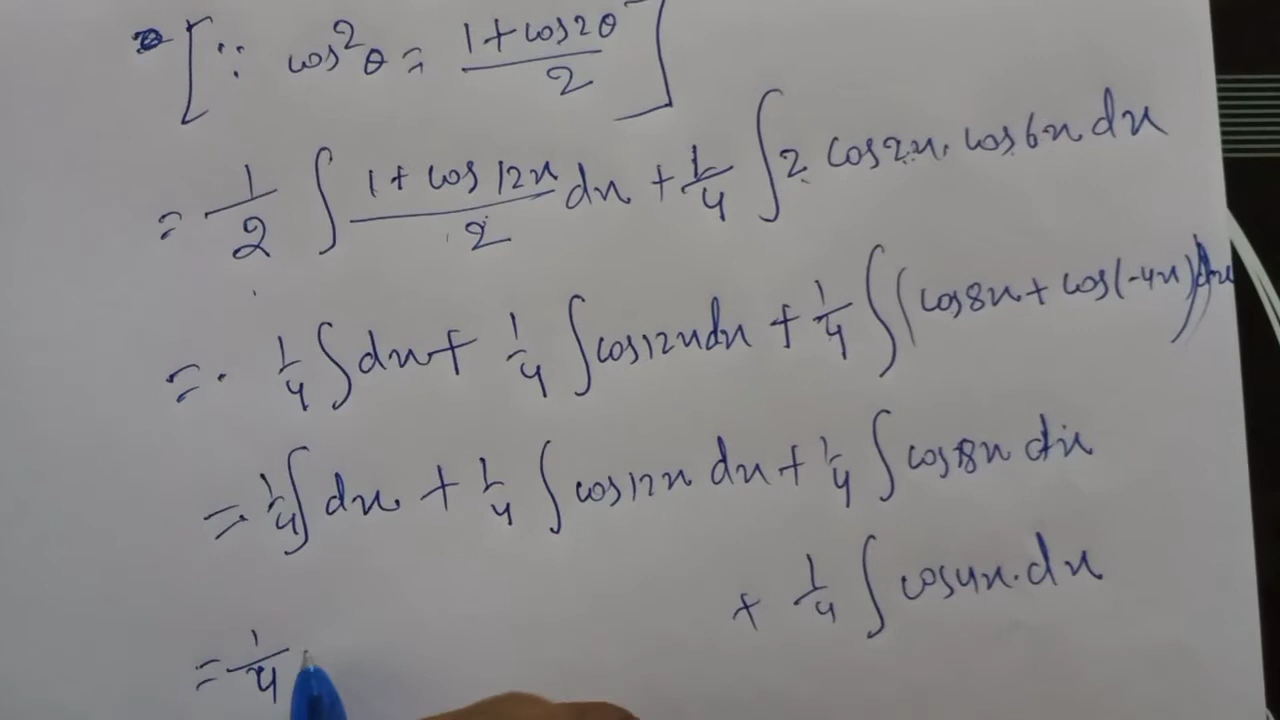 [∵ cos²θ = (1+cos2θ)/2]
= 1/2 ∫ (1+cos12x)/2 dx + 1/4 ∫ 2 cos2x. cos6x dx
= 1/4 ∫ dx + 1/4 ∫ cos12x dx + 1/4 ∫ (cos8x + cos(-4x)) dx
= 1/4 ∫ dx + 1/4 ∫ cos12x dx + 1/4 ∫ cos8x dx
+ 1/4 ∫ cos4x. dx
= 1/4